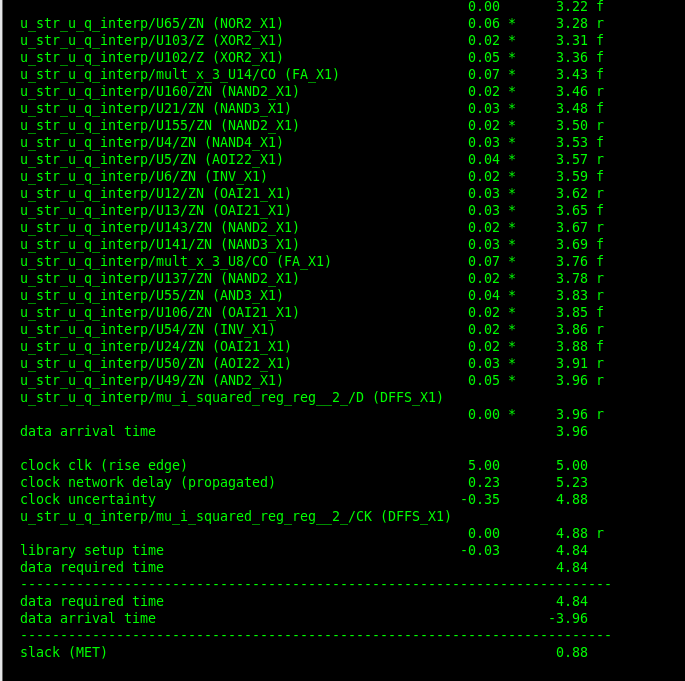 0.00 3.22 f
u_str_u_q_interp/U65/ZN (NOR2_X1) 0.06 * 3.28 r
u_str_u_q_interp/U103/Z (XOR2_X1) 0.02 * 3.31 f
u_str_u_q_interp/U102/Z (XOR2_X1) 0.05 * 3.36 f
u_str_u_q_interp/mult_x_3_U14/CO (FA_X1) 0.07 * 3.43 f
u_str_u_q_interp/U160/ZN (NAND2_X1) 0.02 * 3.46 r
u_str_u_q_interp/U21/ZN (NAND3_X1) 0.03 * 3.48 f
u_str_u_q_interp/U155/ZN (NAND2_X1) 0.02 * 3.50 r
u_str_u_q_interp/U4/ZN (NAND4_X1) 0.03 * 3.53 f
u_str_u_q_interp/U5/ZN (AOI22_X1) 0.04 * 3.57 r
u_str_u_q_interp/U6/ZN (INV_X1) 0.02 * 3.59 f
u_str_u_q_interp/U12/ZN (OAI21_X1) 0.03 * 3.62 r
u_str_u_q_interp/U13/ZN (OAI21_X1) 0.03 * 3.65 f
u_str_u_q_interp/U143/ZN (NAND2_X1) 0.02 * 3.67 r
u_str_u_q_interp/U141/ZN (NAND3_X1) 0.03 * 3.69 f
u_str_u_q_interp/mult_x_3_U8/CO (FA_X1) 0.07 * 3.76 f
u_str_u_q_interp/U137/ZN (NAND2_X1) 0.02 * 3.78 r
u_str_u_q_interp/U55/ZN (AND3_X1) 0.04 * 3.83 r
u_str_u_q_interp/U106/ZN (OAI21_X1) 0.02 * 3.85 f
u_str_u_q_interp/U54/ZN (INV_X1) 0.02 * 3.86 r
u_str_u_q_interp/U24/ZN (OAI21_X1) 0.02 * 3.88 f
u_str_u_q_interp/U50/ZN (AOI22_X1) 0.03 * 3.91 r
u_str_u_q_interp/U49/ZN (AND2_X1) 0.05 * 3.96 r
u_str_u_q_interp/mu_i_squared_reg_reg__2_/D (DFFS_X1)
0.00 * 3.96 r
data arrival time 3.96
clock clk (rise edge) 5.00 5.00
clock network delay (propagated) 0.23 5.23
clock uncertainty -0.35 4.88
u_str_u_q_interp/mu_i_squared_reg_reg__2_/CK (DFFS_X1)
0.00 4.88 r
library setup time -0.03 4.84
data required time 4.84
--------------------------------------------------------------------------
data required time 4.84
data arrival time -3.96
--------------------------------------------------------------------------
slack (MET) 0.88